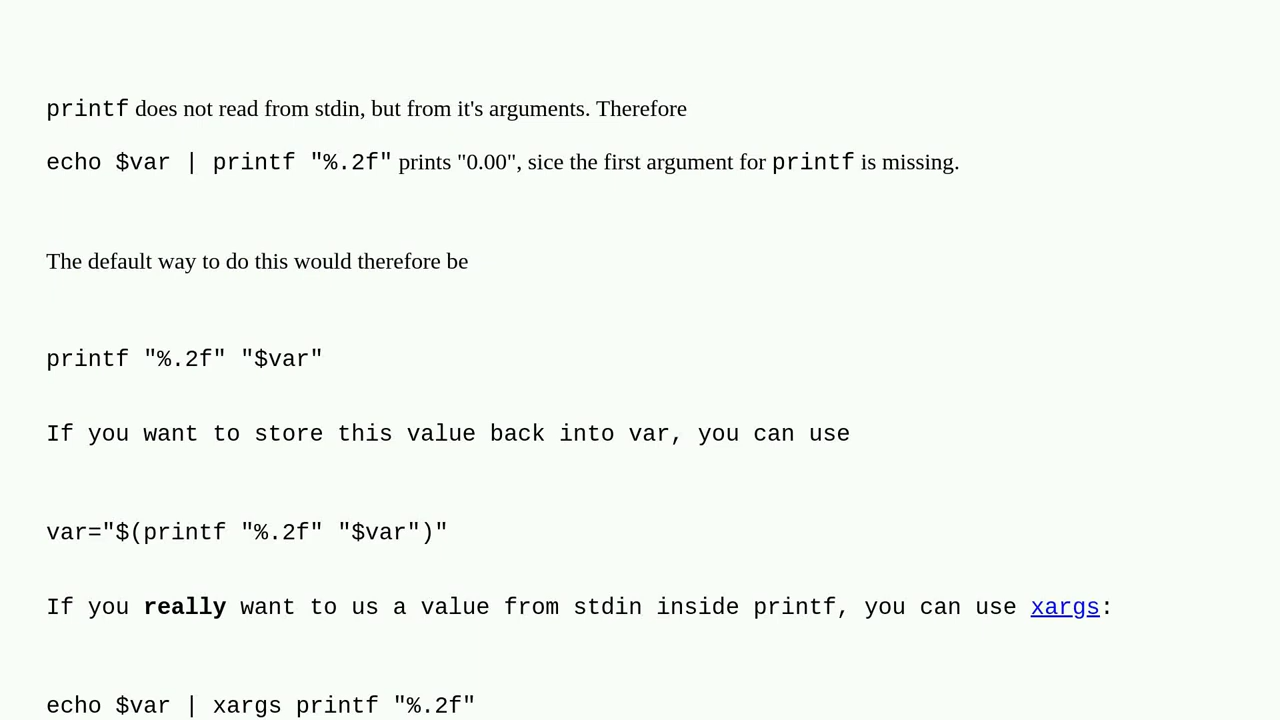 printf does not read from stdin, but from it's arguments. Therefore
echo $var | printf "%.2f" prints "0.00", sice the first argument for printf is missing.
The default way to do this would therefore be
printf "%.2f" "$var"
If you want to store this value back into var, you can use
var="$(printf "%.2f" "$var")"
If you really want to us a value from stdin inside printf, you can use xargs:
echo $var | xargs printf "%.2f"